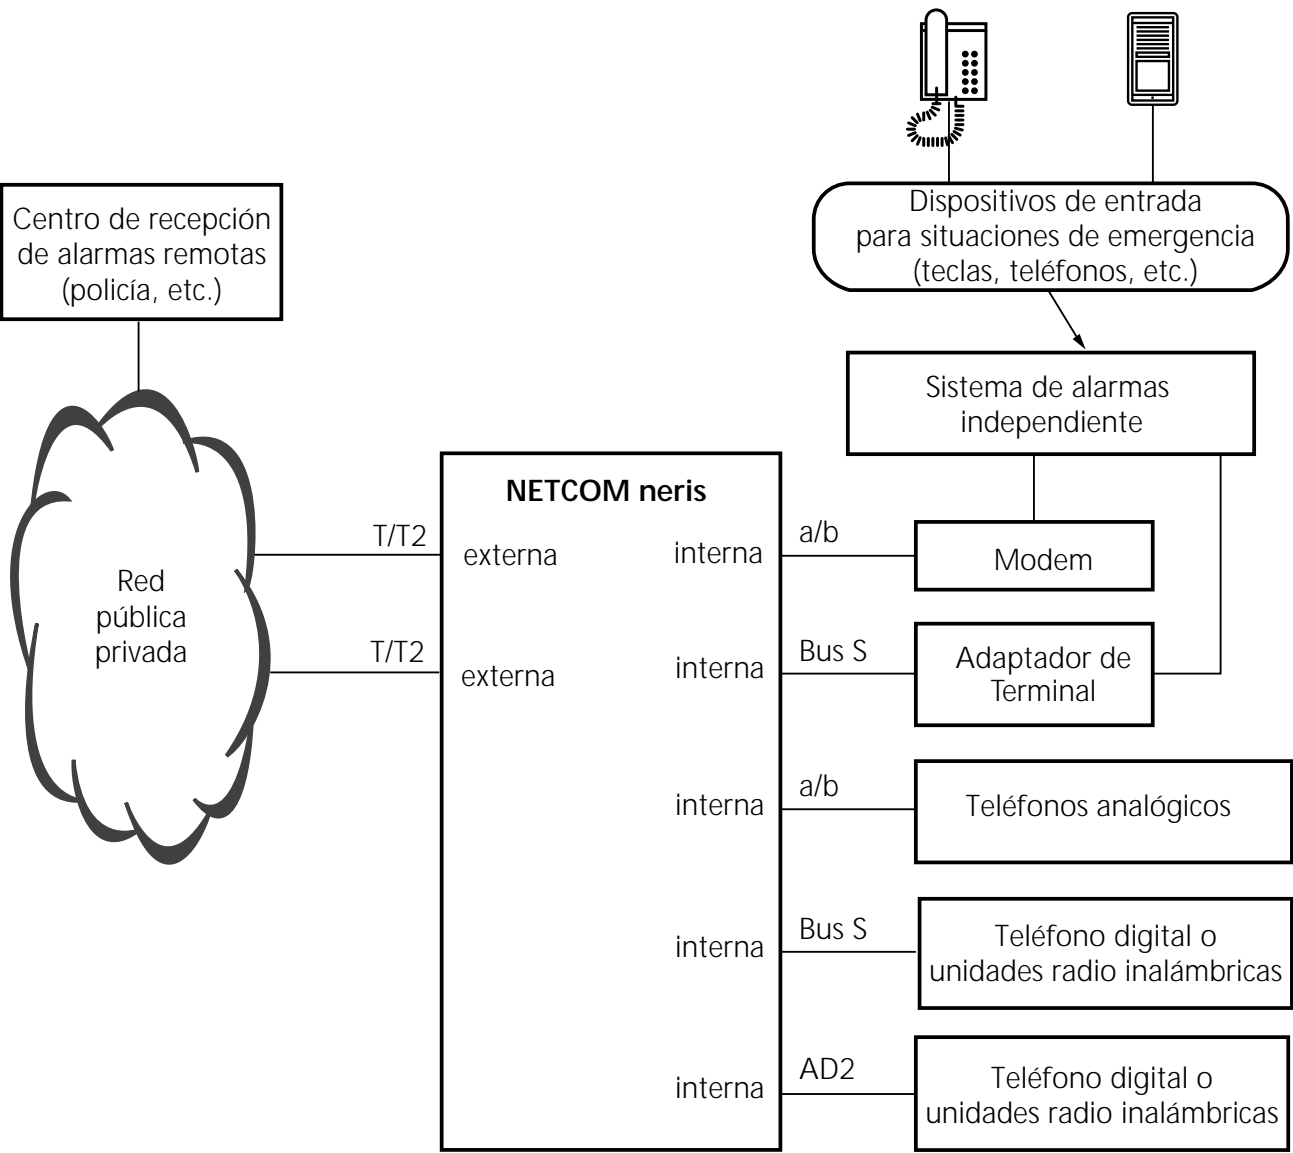 Dispositivos de entrada
para situaciones de emergencia
(teclas, teléfonos, etc.)
Centro de recepción
de alarmas remotas
(policía, etc.)
Sistema de alarmas
independiente
NETCOM neris
T/T2
externa
interna
a/b
Modem
Red
pública
privada
T/T2
externa
interna
Bus S
Adaptador de
Terminal
interna
a/b
Teléfonos analógicos
interna
Bus S
Teléfono digital o
unidades radio inalámbricas
interna
AD2
Teléfono digital o
unidades radio inalámbricas